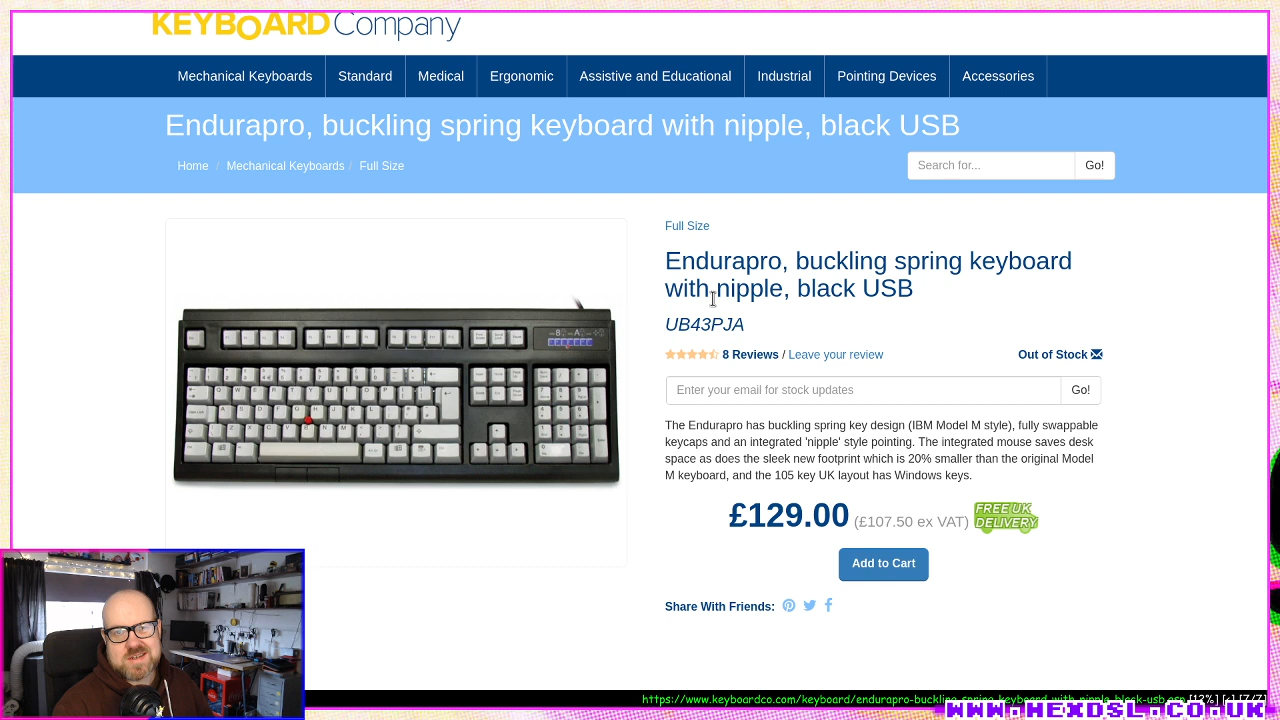 KEYBOARD Company
Mechanical Keyboards Standard Medical Ergonomic Assistive and Educational Industrial Pointing Devices Accessories
Endurapro, buckling spring keyboard with nipple, black USB
Home / Mechanical Keyboards / Full Size
Search for... Go!
Full Size
Endurapro, buckling spring keyboard
with nipple, black USB
UB43PJA
8 Reviews / Leave your review Out of Stock
Enter your email for stock updates Go!
The Endurapro has buckling spring key design (IBM Model M style), fully swappable
keycaps and an integrated 'nipple' style pointing. The integrated mouse saves desk
space as does the sleek new footprint which is 20% smaller than the original Model
M keyboard, and the 105 key UK layout has Windows keys.
£129.00 (£107.50 ex VAT) FREE UK
DELIVERY
Add to Cart
Share With Friends:
https://www.keyboardco.com/keyboard/endurapro-buckling-spring-keyboard-with-nipple-black-usb.asp [12%] [c] [7/7]
WWW.HEXDSL.CO.UK